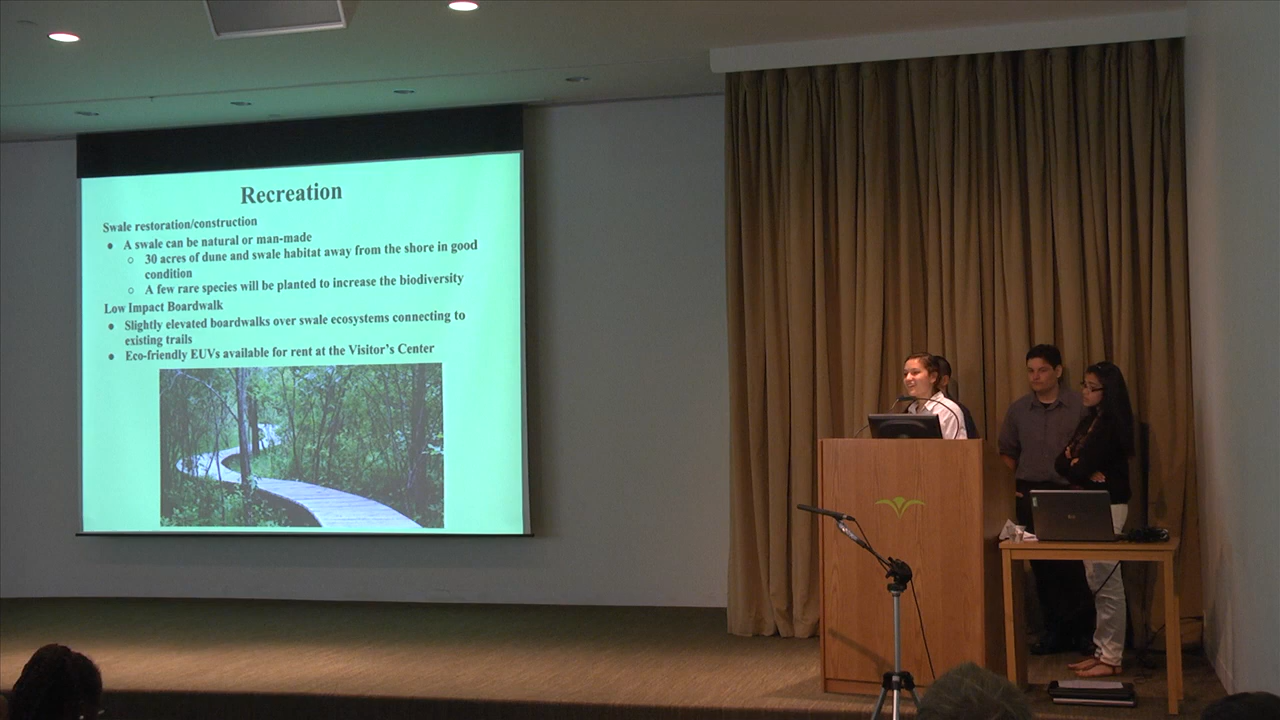 Recreation
Swale restoration/construction
● A swale can be natural or man-made
○ 30 acres of dune and swale habitat away from the shore in good
condition
○ A few rare species will be planted to increase the biodiversity
Low Impact Boardwalk
● Slightly elevated boardwalks over swale ecosystems connecting to
existing trails
● Eco-friendly EUVs available for rent at the Visitor's Center